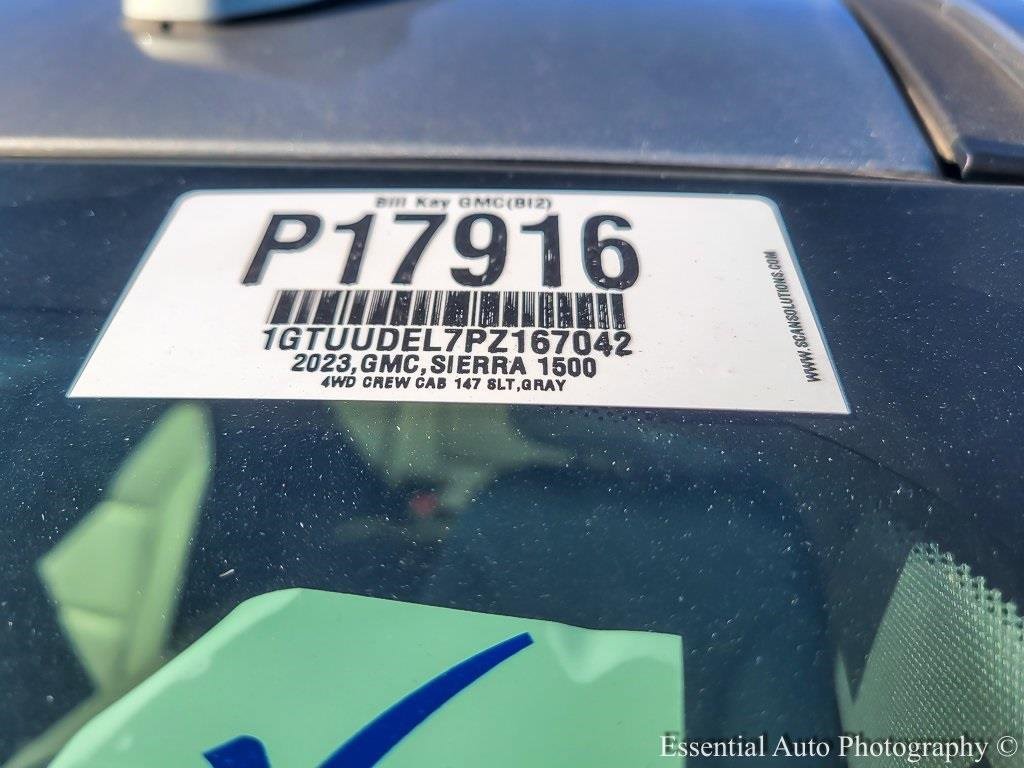 Bill Kay GMC(BI2)
P17916
1GTUUDEL7PZ167042
2023,GMC,SIERRA 1500
4WD CREW CAB 147 SLT,GRAY
WWW.SGANSOLUTIONS.COM
Essential Auto Photography ©